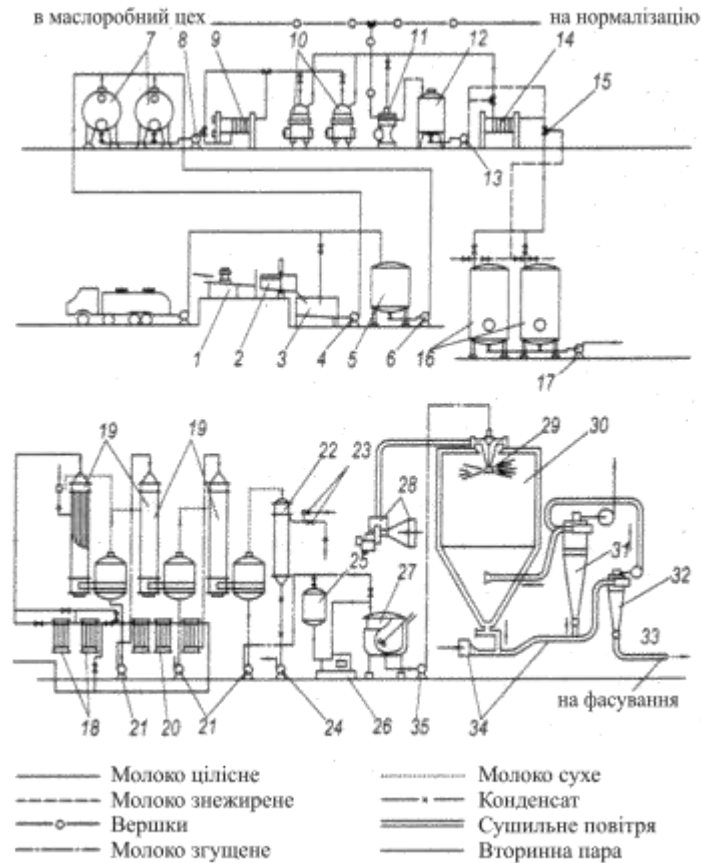 в маслоробний цех на нормалізацію
7 8 9 10 11 12 14 15
13
1 2 3 4 5 6 16
17
19 19 22 23 29 30
28
25 27 31 32
33
18 21 20 21 24 26 35 34
на фасування
Молоко цілісне Молоко сухе
Молоко знежирене Конденсат
Вершки Сушильне повітря
Молоко згущене Вторинна пара